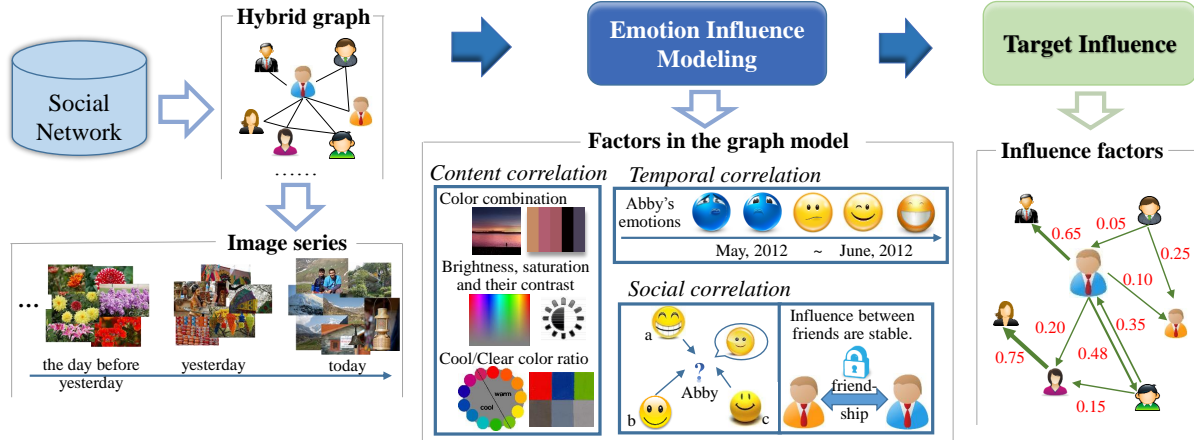 Social
Network
Hybrid graph
......
Image series
...
the day before
yesterday
yesterday
today
Emotion Influence
Modeling
Factors in the graph model
Content correlation
Color combination
Brightness, saturation
and their contrast
Cool/Clear color ratio
warm
cool
Temporal correlation
Abby's
emotions
May, 2012 ~ June, 2012
Social correlation
a
?
Abby
b
c
Influence between
friends are stable.
friend-
ship
Target Influence
Influence factors
0.65
0.05
0.25
0.10
0.20
0.35
0.48
0.75
0.15